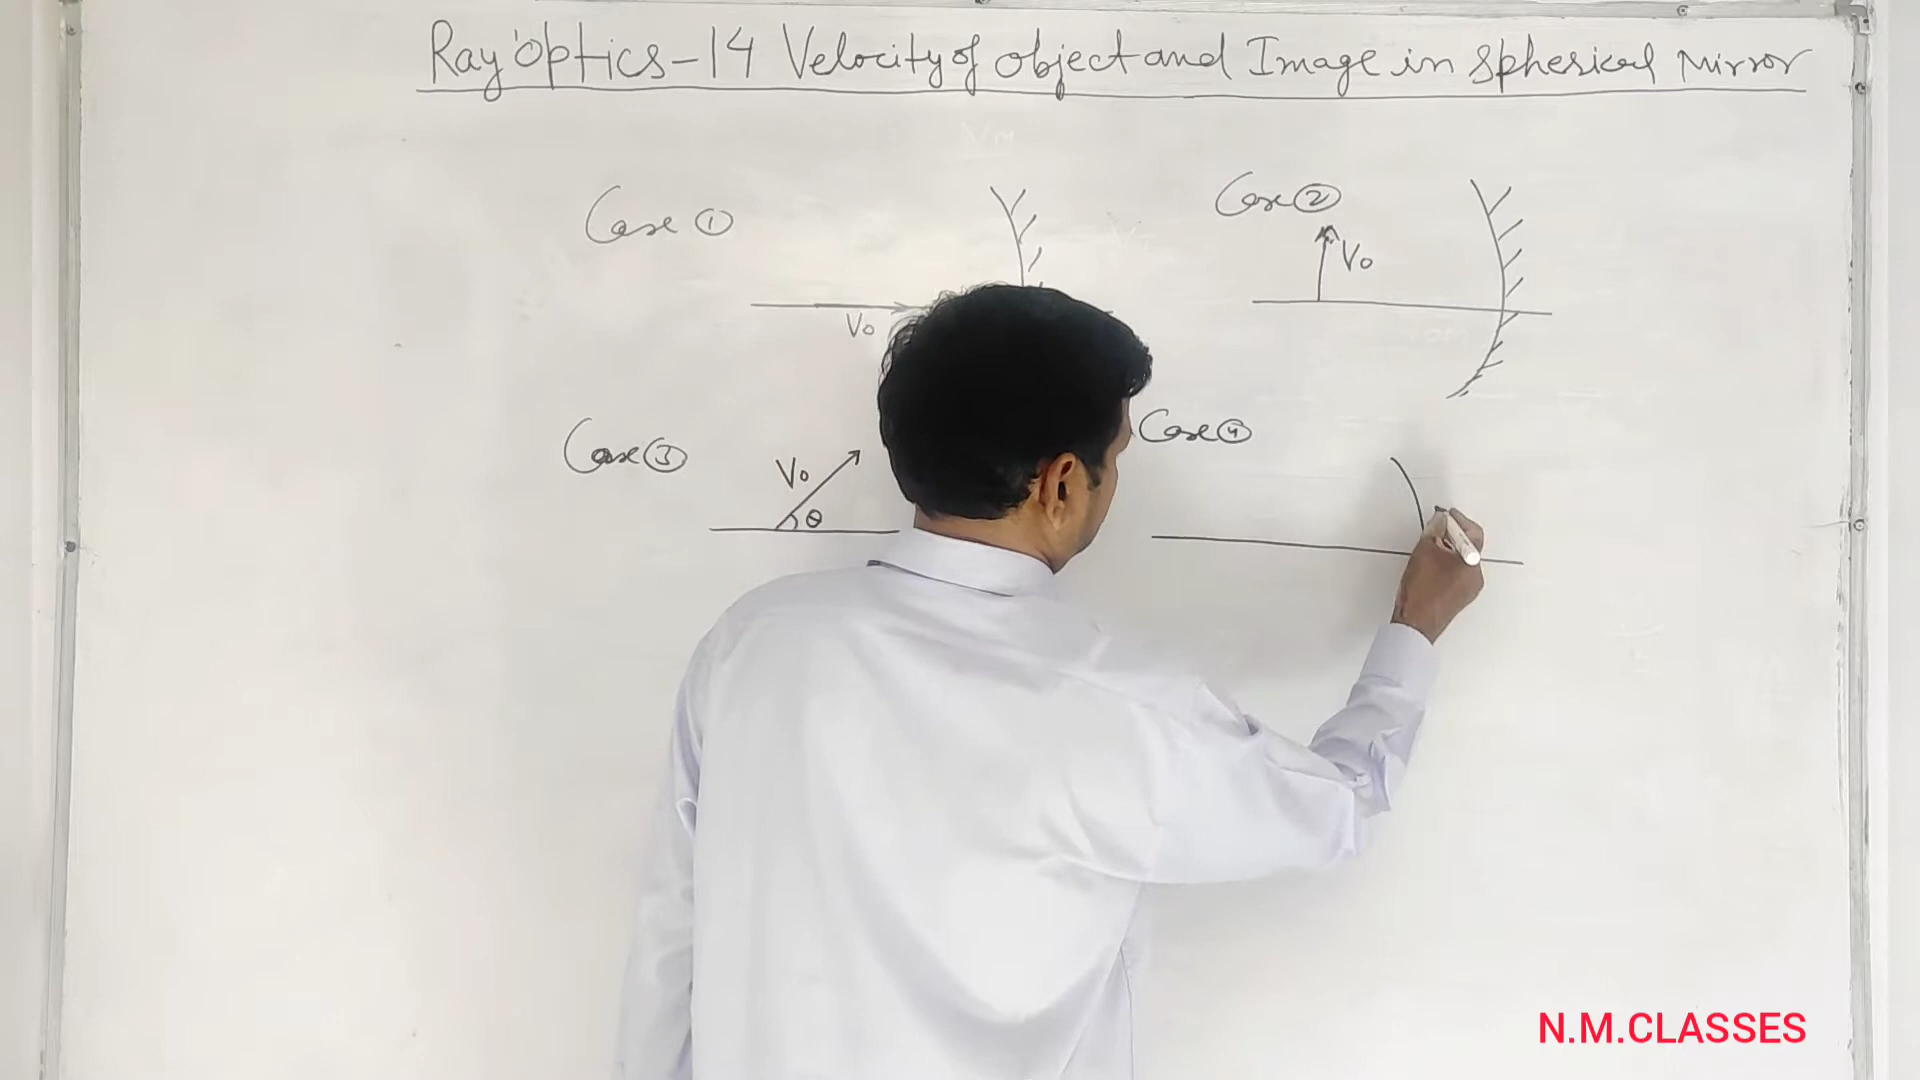 Ray Optics-14 Velocity of object and Image in Spherical Mirror
Case ①
Case ②
Vo
Vo
Case ③
Vo
θ
Case ④
N.M.CLASSES